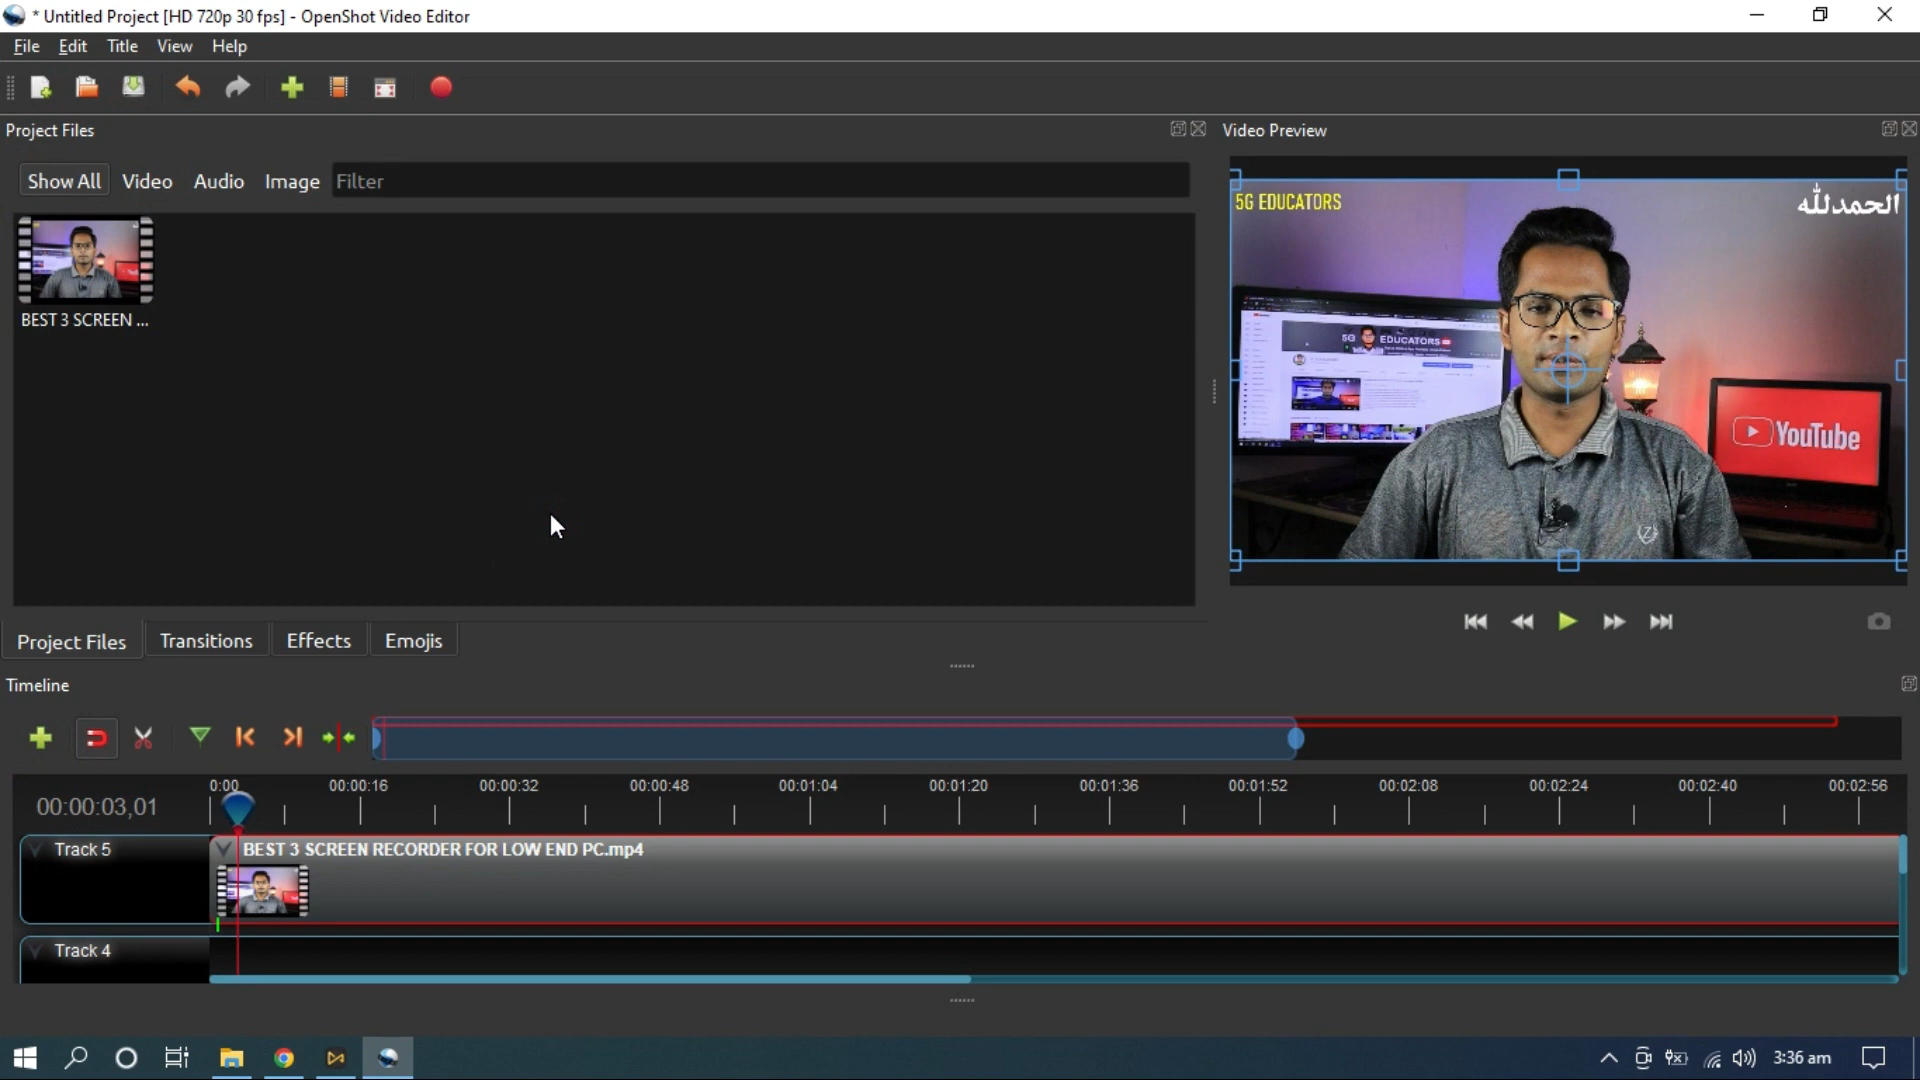 * Untitled Project [HD 720p 30 fps] - OpenShot Video Editor
File Edit Title View Help
Project Files
Video Preview
Show All Video Audio Image Filter
BEST 3 SCREEN ...
5G EDUCATORS
الحمدلله
5G EDUCATORS
YouTube
Project Files Transitions Effects Emojis
Timeline
00:00:03,01
0:00 00:00:16 00:00:32 00:00:48 00:01:04 00:01:20 00:01:36 00:01:52 00:02:08 00:02:24 00:02:40 00:02:56
Track 5
BEST 3 SCREEN RECORDER FOR LOW END PC.mp4
Track 4
3:36 am